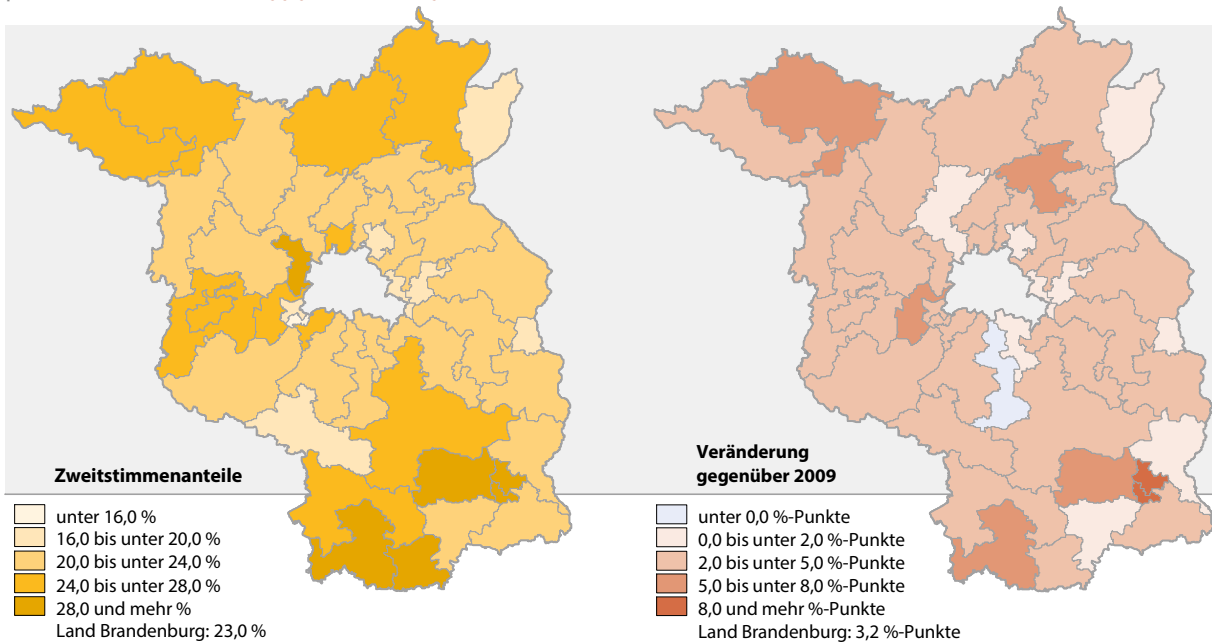 Zweitstimmenanteile
unter 16,0 %
16,0 bis unter 20,0 %
20,0 bis unter 24,0 %
24,0 bis unter 28,0 %
28,0 und mehr %
Land Brandenburg: 23,0 %
Veränderung
gegenüber 2009
unter 0,0 %-Punkte
0,0 bis unter 2,0 %-Punkte
2,0 bis unter 5,0 %-Punkte
5,0 bis unter 8,0 %-Punkte
8,0 und mehr %-Punkte
Land Brandenburg: 3,2 %-Punkte